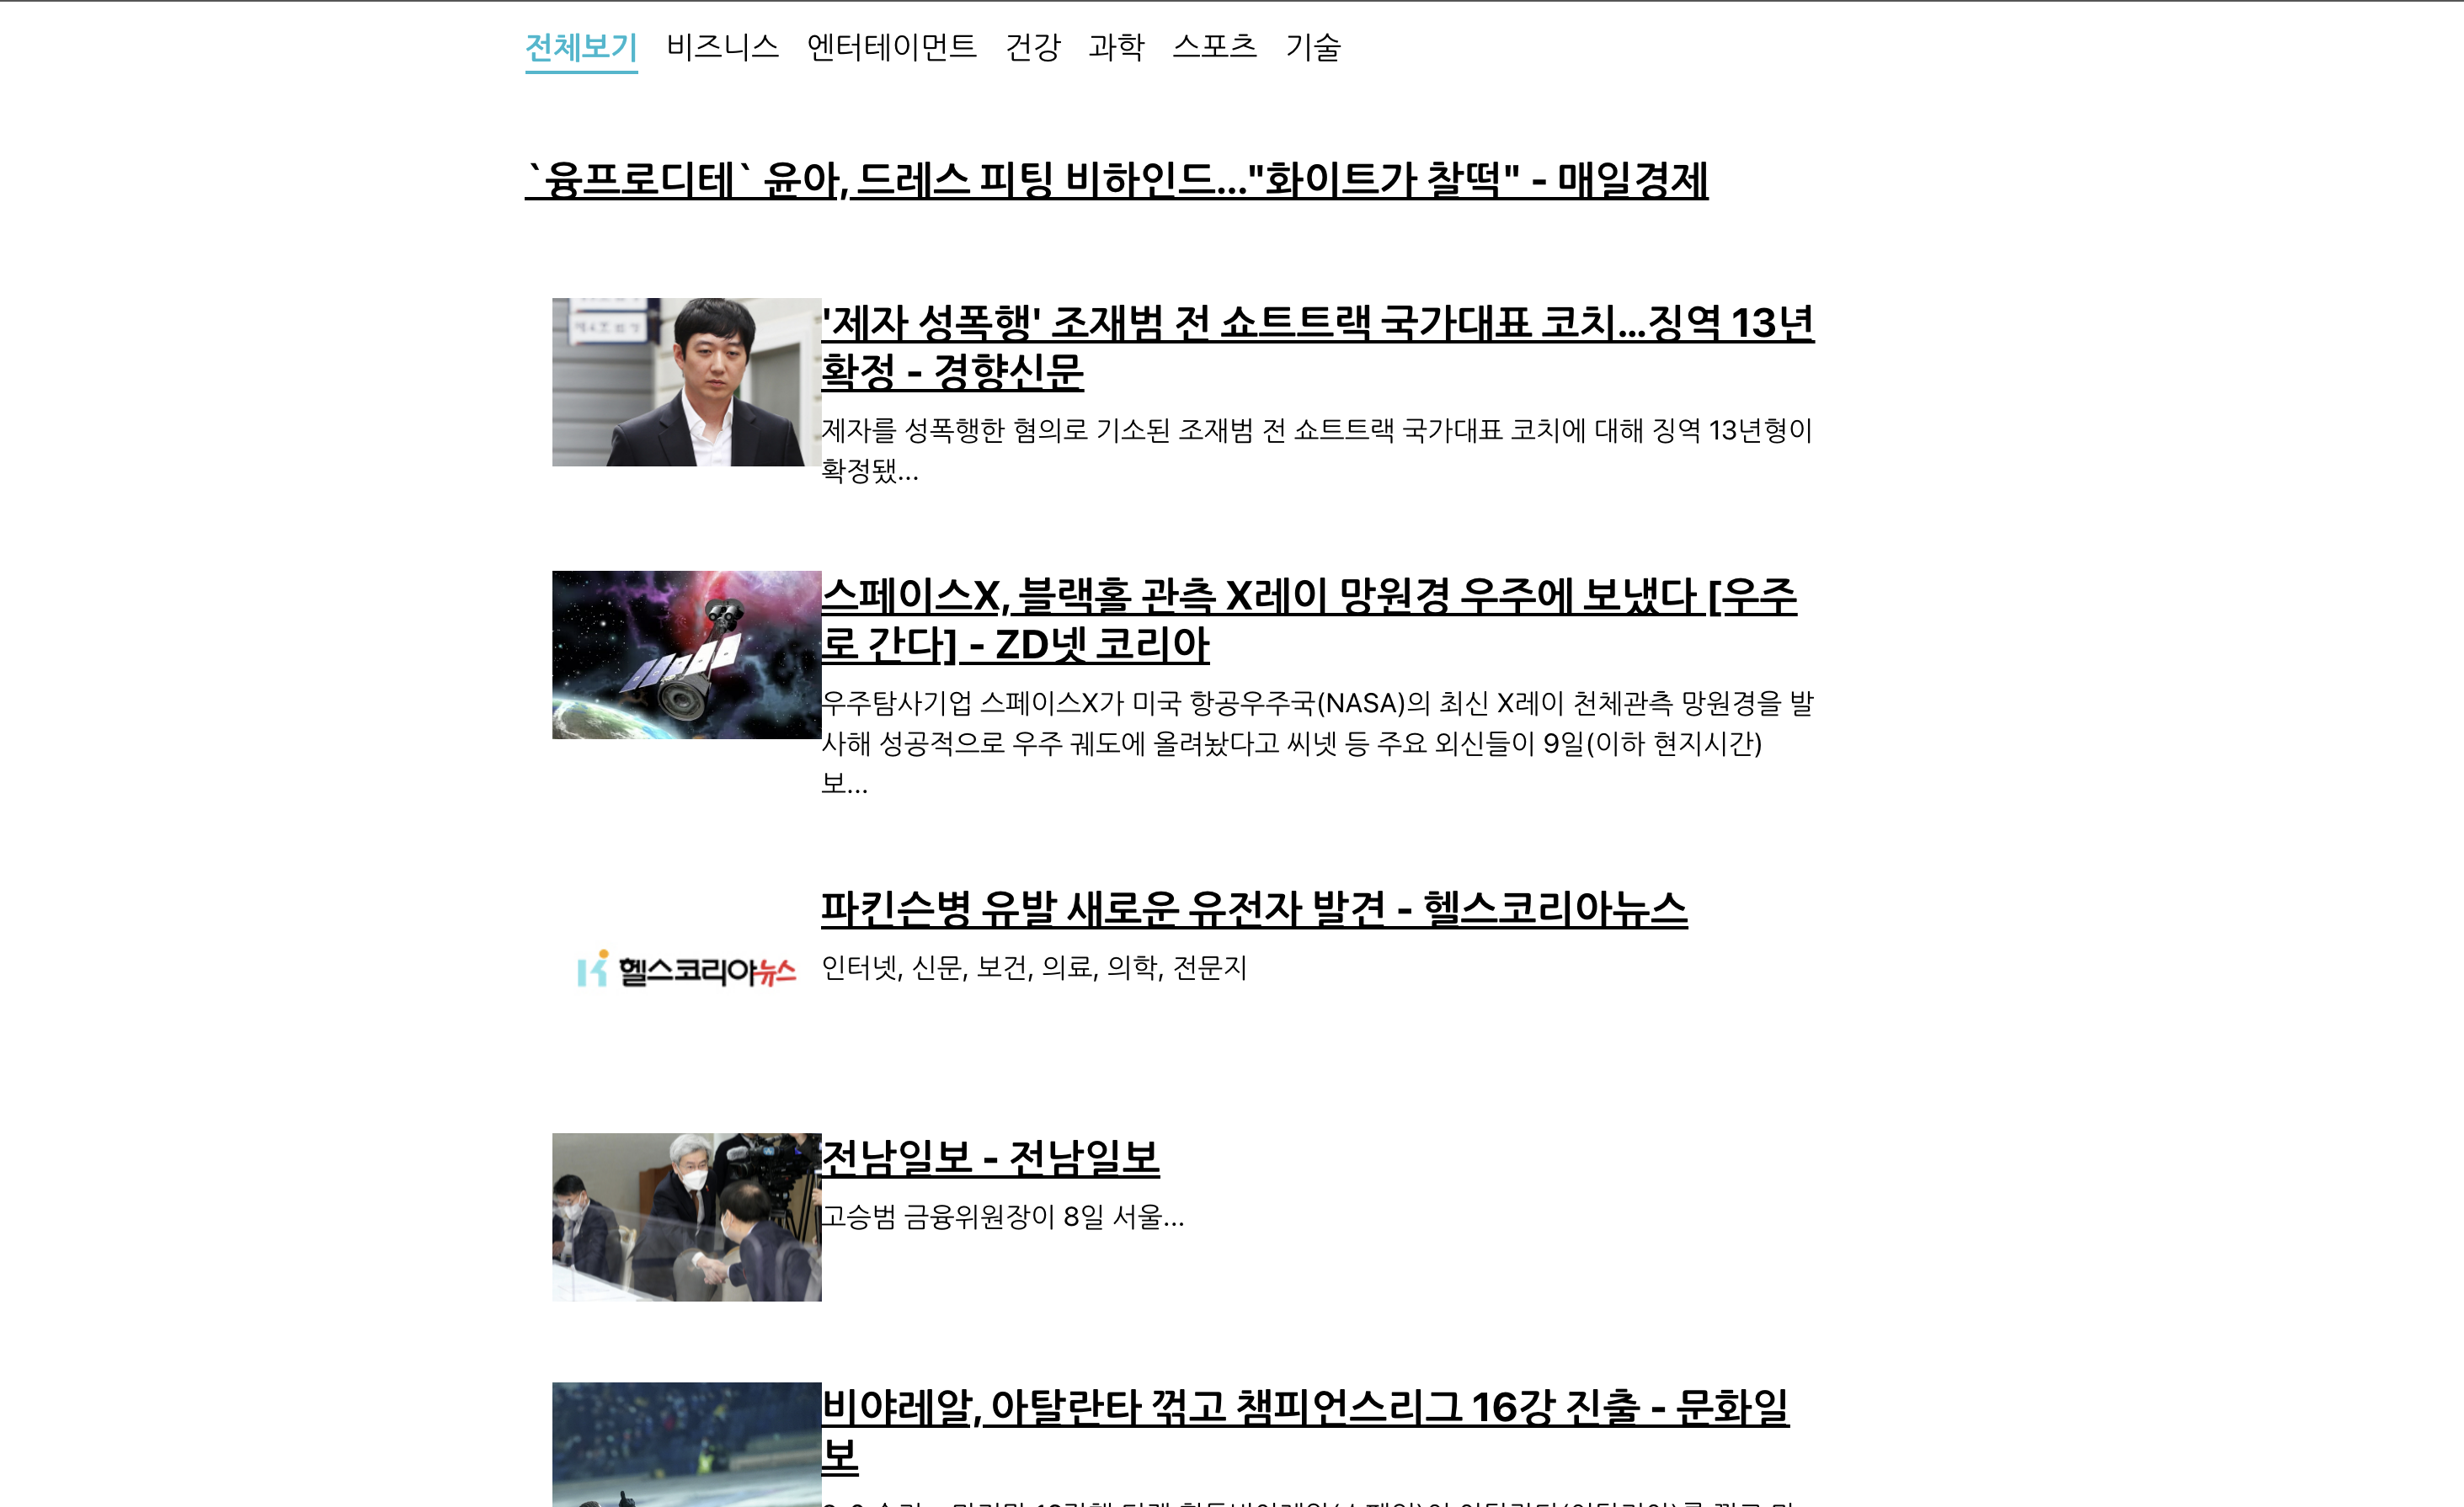 전체보기 비즈니스 엔터테이먼트 건강 과학 스포츠 기술
`융프로디테` 윤아, 드레스 피팅 비하인드..."화이트가 찰떡" - 매일경제
'제자 성폭행' 조재범 전 쇼트트랙 국가대표 코치...징역 13년
확정 - 경향신문
제자를 성폭행한 혐의로 기소된 조재범 전 쇼트트랙 국가대표 코치에 대해 징역 13년형이
확정됐...
스페이스X, 블랙홀 관측 X레이 망원경 우주에 보냈다 [우주
로 간다] - ZD넷 코리아
우주탐사기업 스페이스X가 미국 항공우주국(NASA)의 최신 X레이 천체관측 망원경을 발
사해 성공적으로 우주 궤도에 올려놨다고 씨넷 등 주요 외신들이 9일(이하 현지시간)
보...
파킨슨병 유발 새로운 유전자 발견 - 헬스코리아뉴스
헬스코리아뉴스
인터넷, 신문, 보건, 의료, 의학, 전문지
전남일보 - 전남일보
고승범 금융위원장이 8일 서울...
비야레알, 아탈란타 꺾고 챔피언스리그 16강 진출 - 문화일
보